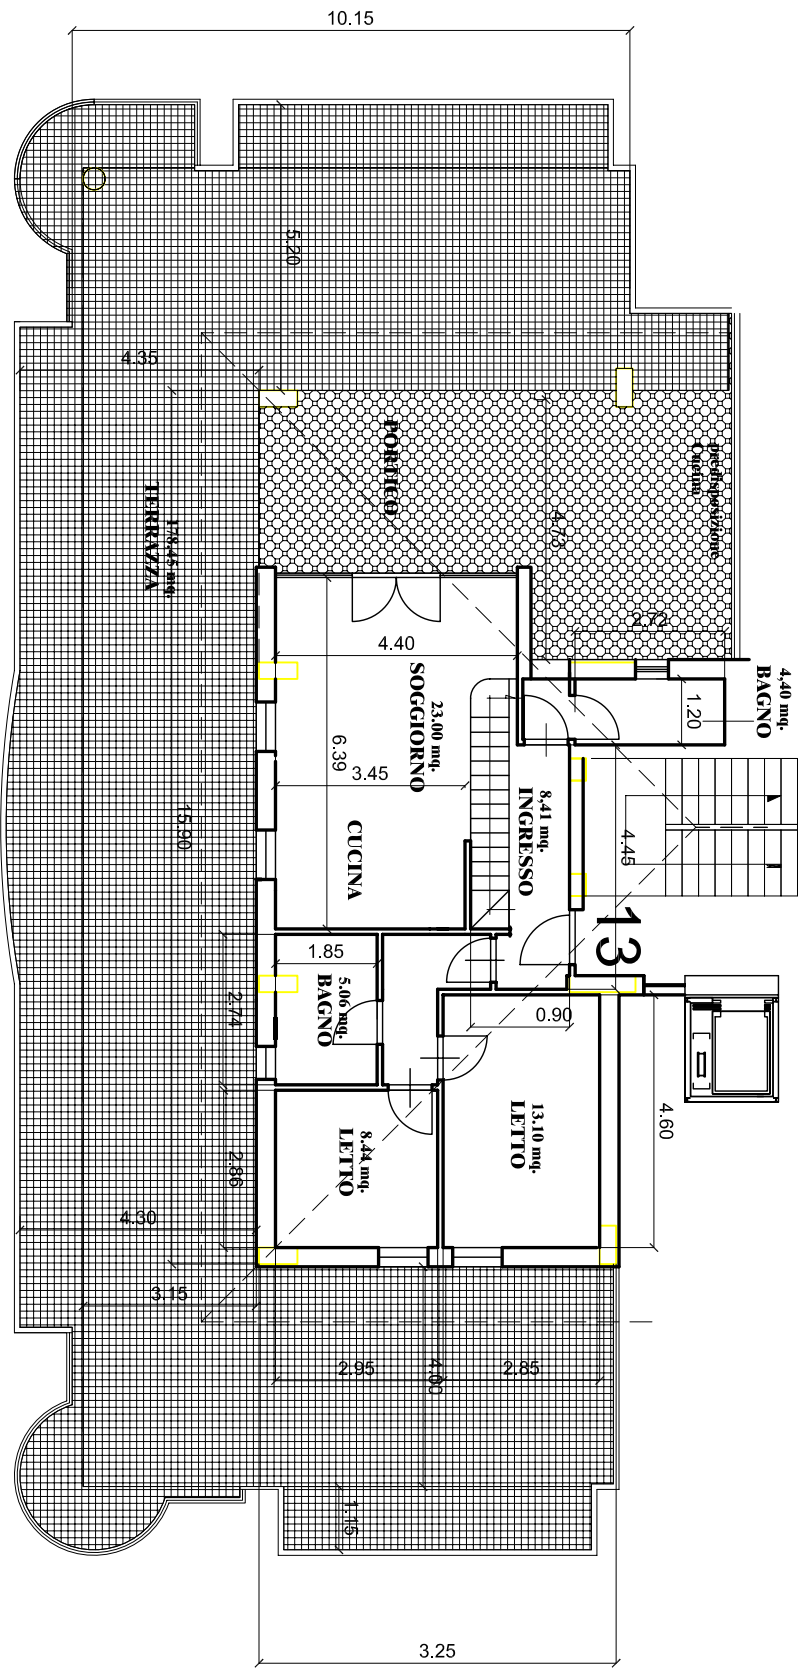 10.15
5.20
4.35
PORTICO
predisposizione
Cucina
4.73
178,45 mq.
TERRAZZA
2.72
4,40 mq.
BAGNO
4.40
1.20
23.00 mq.
SOGGIORNO
6.39
3.45
8,41 mq.
INGRESSO
4.45
15.90
CUCINA
13
1.85
5.06 mq.
BAGNO
2.74
0.90
13.10 mq.
LETTO
4.60
8.44 mq.
LETTO
2.86
4.30
3.15
2.95
4.00
2.85
1.15
3.25